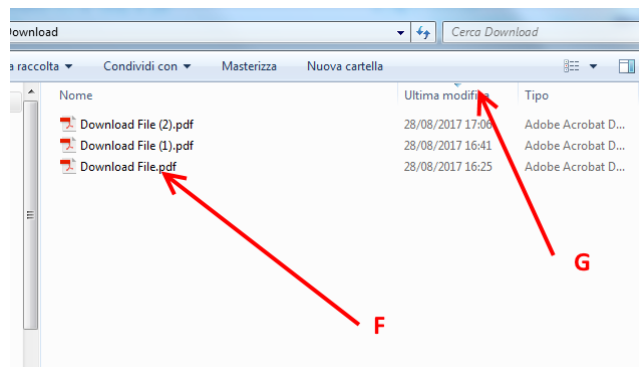 Download Cerca Download
a raccolta Condividi con Masterizza Nuova cartella
Nome Ultima modifica Tipo
Download File (2).pdf 28/08/2017 17:06 Adobe Acrobat D...
Download File (1).pdf 28/08/2017 16:41 Adobe Acrobat D...
Download File.pdf 28/08/2017 16:25 Adobe Acrobat D...
G
F